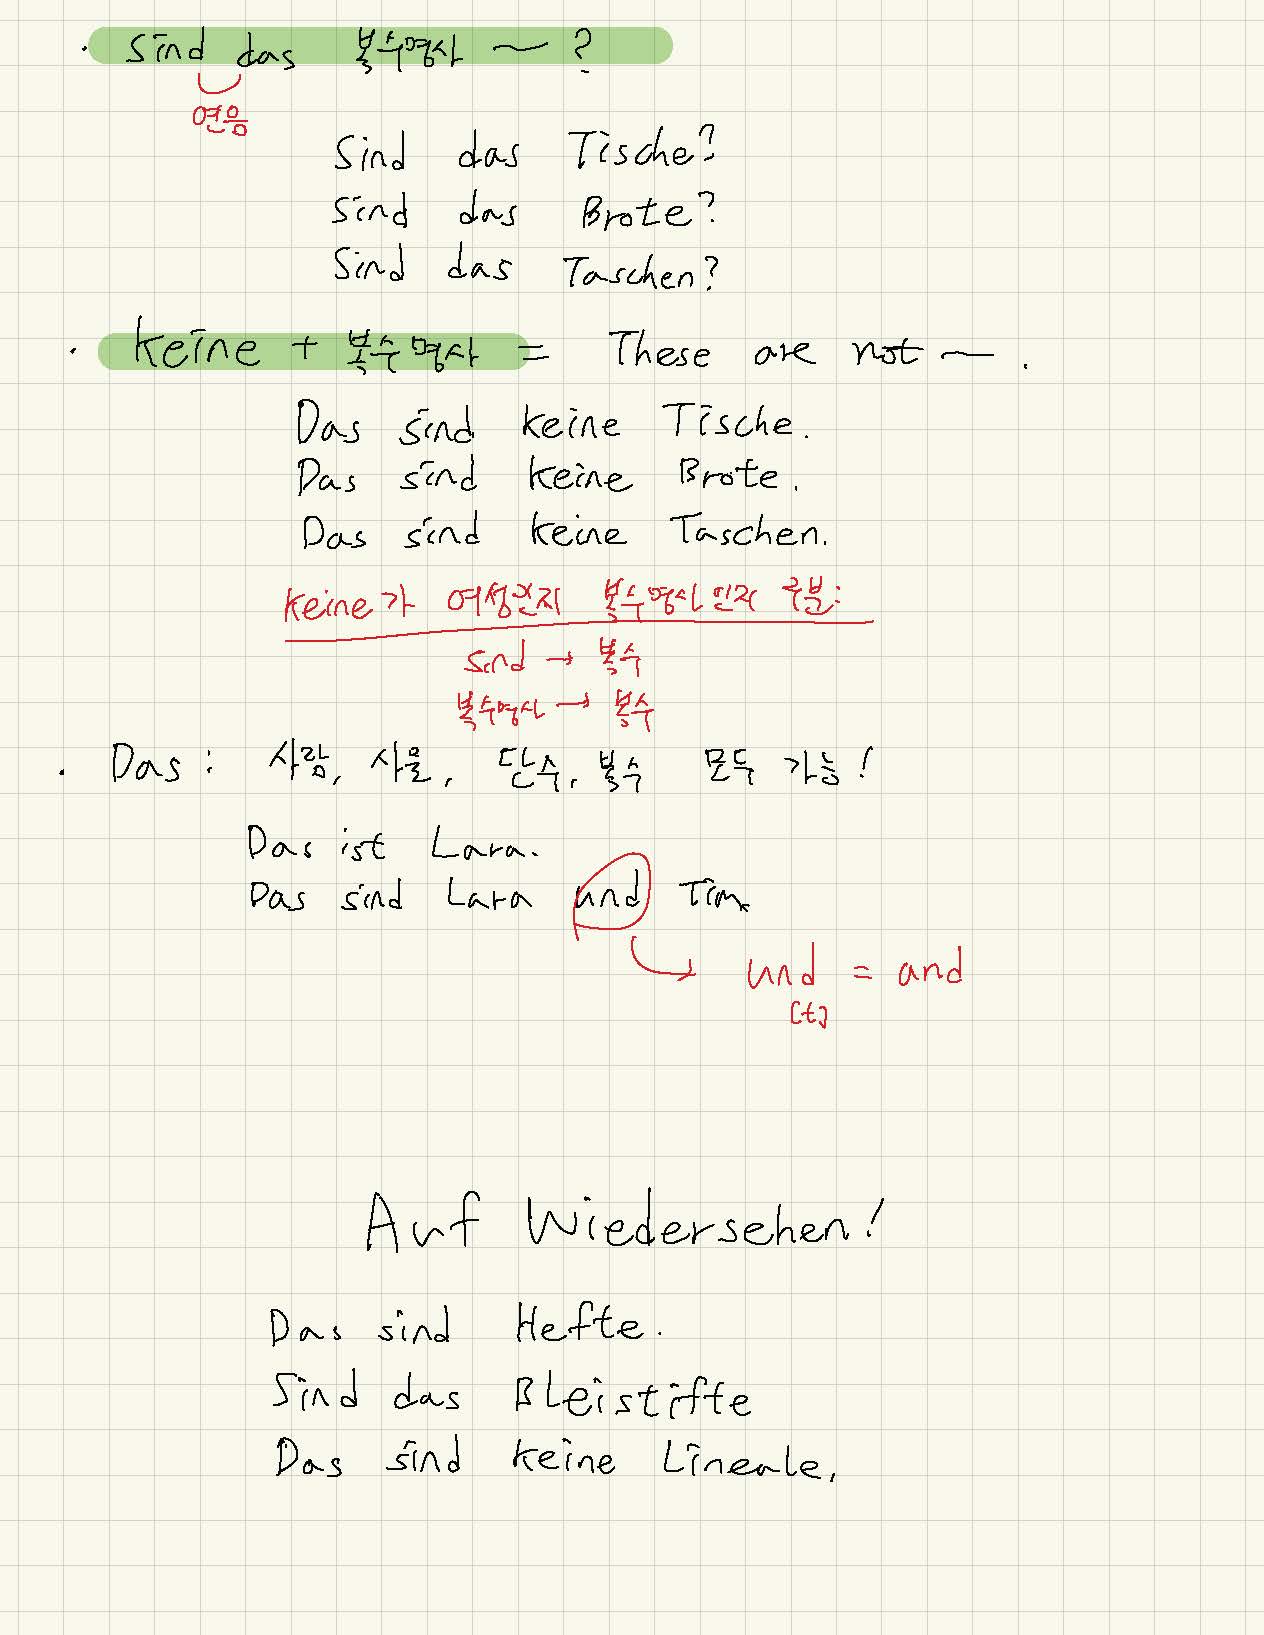 · Sind das 복수명사 ~ ?
연음
Sind das Tische?
Sind das Brote?
Sind das Taschen?
· keine + 복수명사 = These are not ~ .
Das sind keine Tische.
Das sind keine Brote.
Das sind keine Taschen.
keine가 여성인지 복수명사인지 구분:
sind → 복수
복수명사 → 복수
· Das : 사람, 사물, 단수, 복수 모두 가능!
Das ist Lara.
Das sind Lara und Tim.
→ und = and
[t]
Auf Wiedersehen!
Das sind Hefte.
Sind das Bleistifte
Das sind keine Lineale.